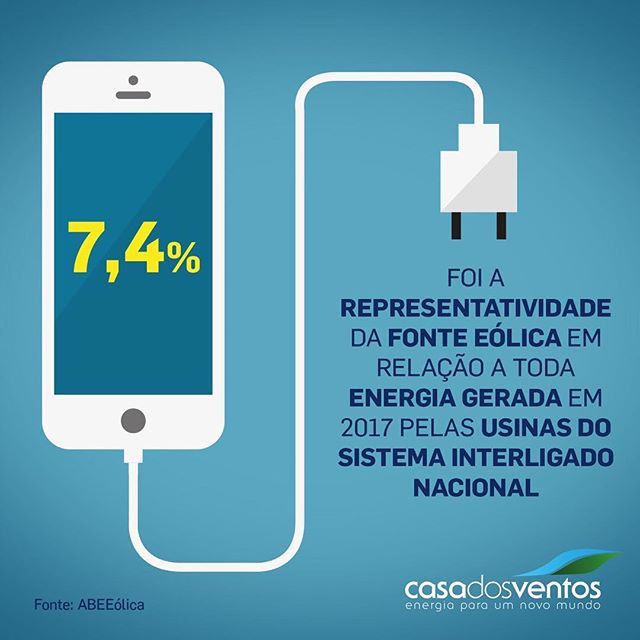 7,4%
FOI A
REPRESENTATIVIDADE
DA FONTE EÓLICA EM
RELAÇÃO A TODA
ENERGIA GERADA EM
2017 PELAS USINAS DO
SISTEMA INTERLIGADO
NACIONAL
casadosventos
energia para um novo mundo
Fonte: ABEEólica